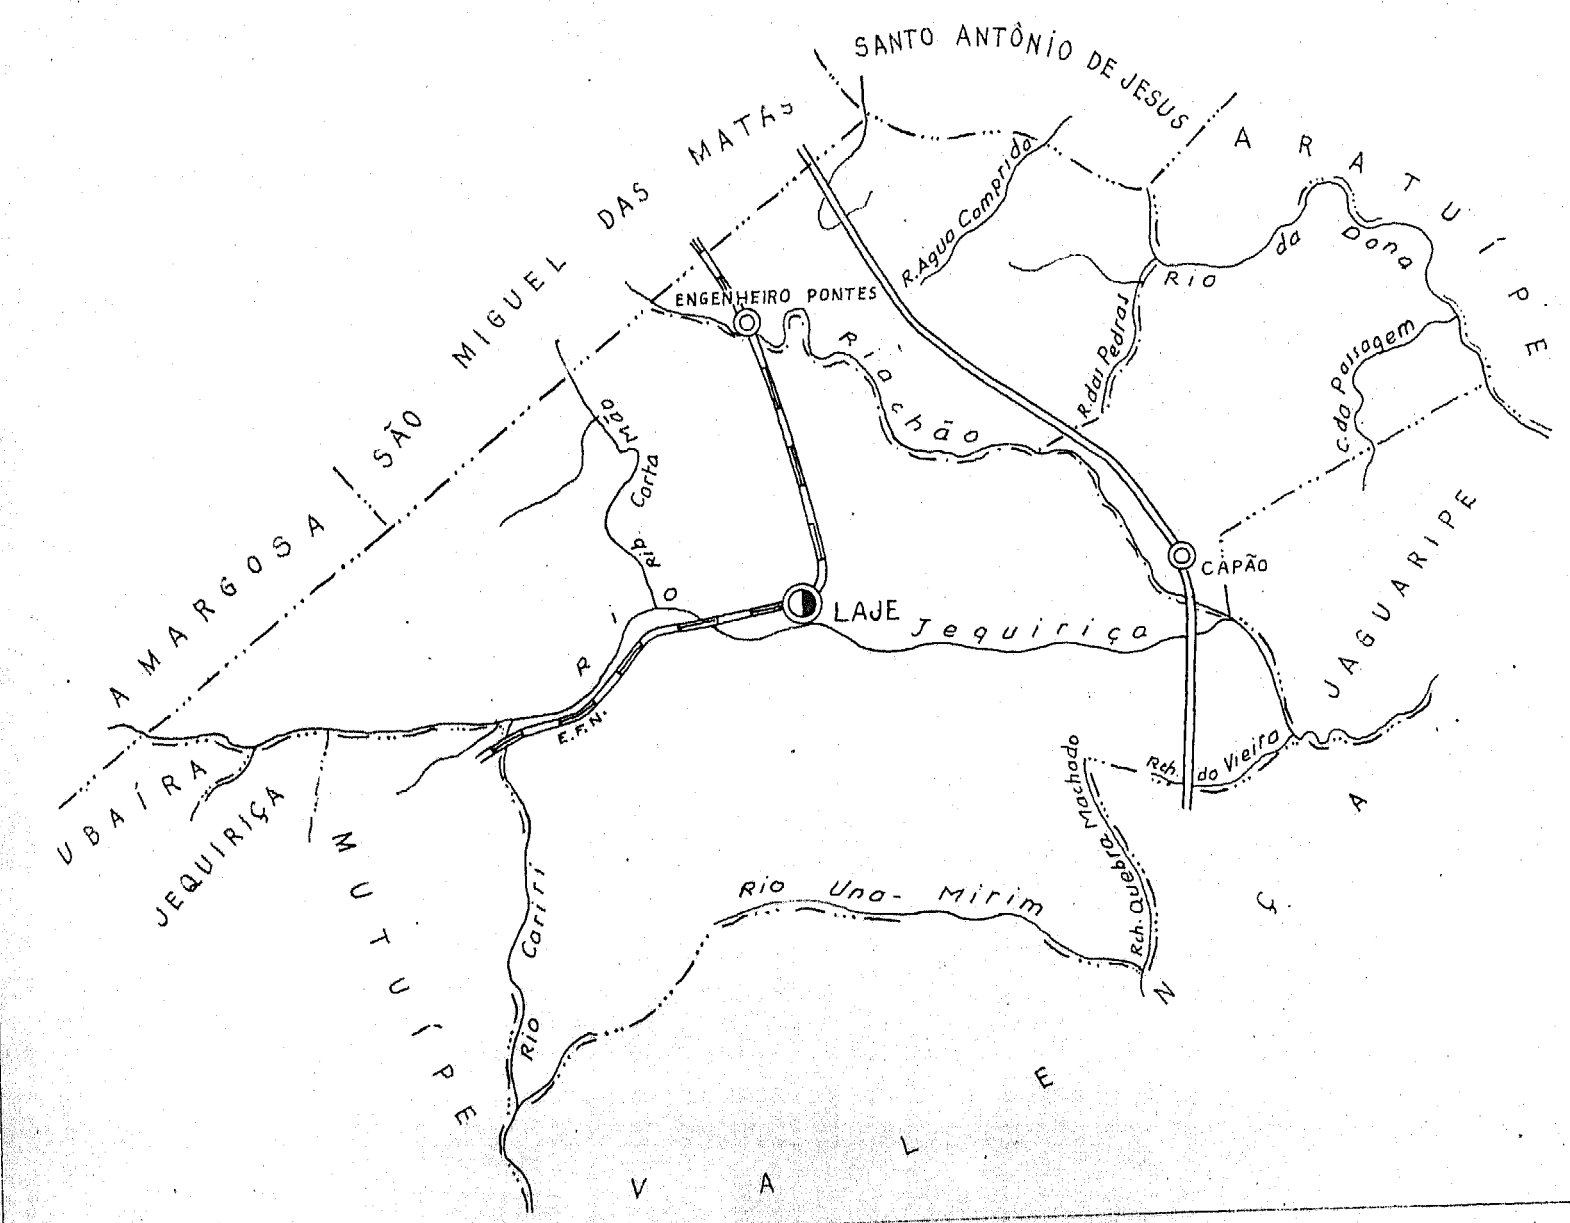 SANTO ANTÔNIO DE JESUS
ARATUÍPE
SÃO MIGUEL DAS MATAS
R. Agua Comprida
Rio da Dona
ENGENHEIRO PONTES
R. das Pedras
C. da Passagem
Riachão
Rib. Corta Mão
AMARGOSA
JAGUARIPE
CAPÃO
LAJE
RIO Jequiriça
E.F.N.
UBAÍRA
JEQUIRIÇA
MUTUÍPE
Rch. do Vieira
Rch. Quebra Machado
Rio Una-Mirim
Rio Cariri
VALENÇA